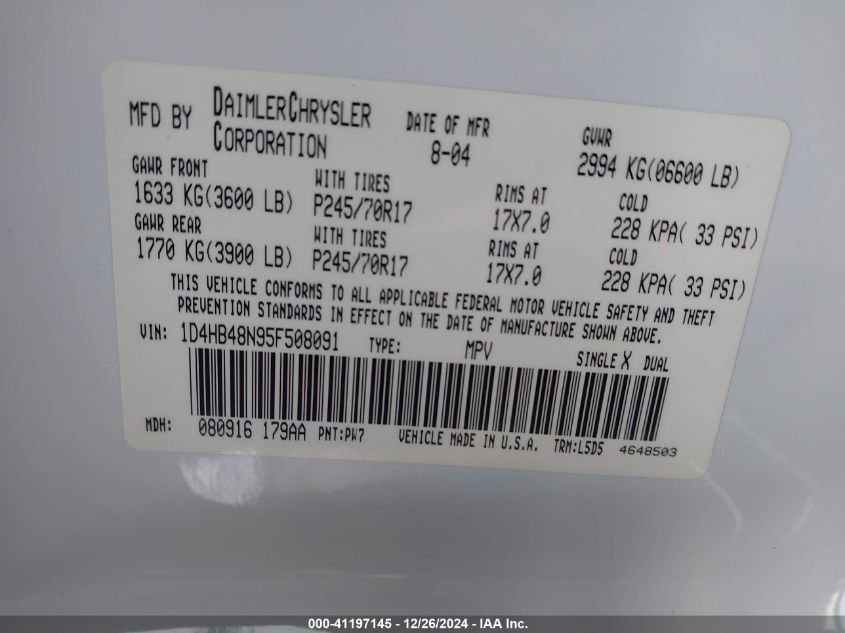 MFD BY DAIMLERCHRYSLER CORPORATION DATE OF MFR 8-04 GVWR 2994 KG(06600 LB)
GAWR FRONT WITH TIRES RIMS AT COLD
1633 KG(3600 LB) P245/70R17 17X7.0 228 KPA( 33 PSI)
GAWR REAR WITH TIRES RIMS AT COLD
1770 KG(3900 LB) P245/70R17 17X7.0 228 KPA( 33 PSI)
THIS VEHICLE CONFORMS TO ALL APPLICABLE FEDERAL MOTOR VEHICLE SAFETY AND THEFT
PREVENTION STANDARDS IN EFFECT ON THE DATE OF MANUFACTURE SHOWN ABOVE.
VIN: 1D4HB48N95F508091 TYPE: MPV SINGLE X DUAL
MDH: 080916 179AA PNT:PW7 VEHICLE MADE IN U.S.A. TRM:L5D5 4648503
000-41197145 - 12/26/2024 - IAA Inc.